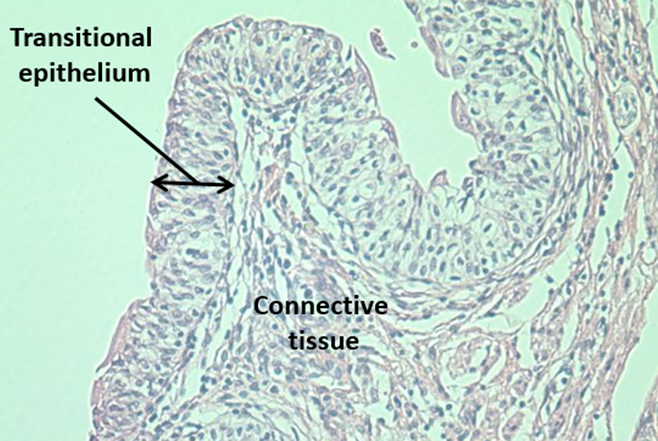 Transitional
epithelium
Connective
tissue